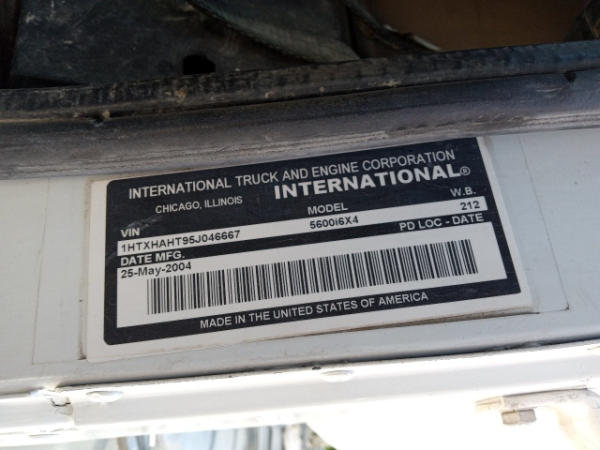 INTERNATIONAL TRUCK AND ENGINE CORPORATION
CHICAGO, ILLINOIS INTERNATIONAL®
VIN MODEL W.B.
1HTXHAHT95J046667 5600i6X4 212
DATE MFG. PD LOC - DATE
25-May-2004
MADE IN THE UNITED STATES OF AMERICA